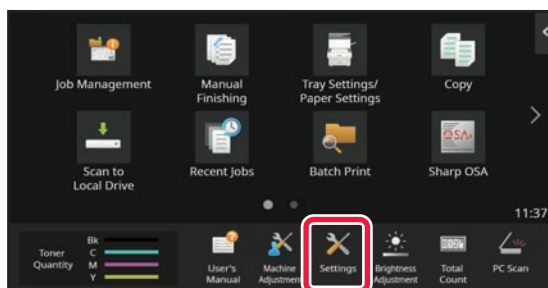 Job Management
Manual
Finishing
Tray Settings/
Paper Settings
Copy
OSA
Scan to
Local Drive
Recent Jobs
Batch Print
Sharp OSA
11:37
Toner
Quantity
Bk
C
M
Y
User's
Manual
Machine
Adjustment
Settings
Brightness
Adjustment
Total
Count
PC Scan